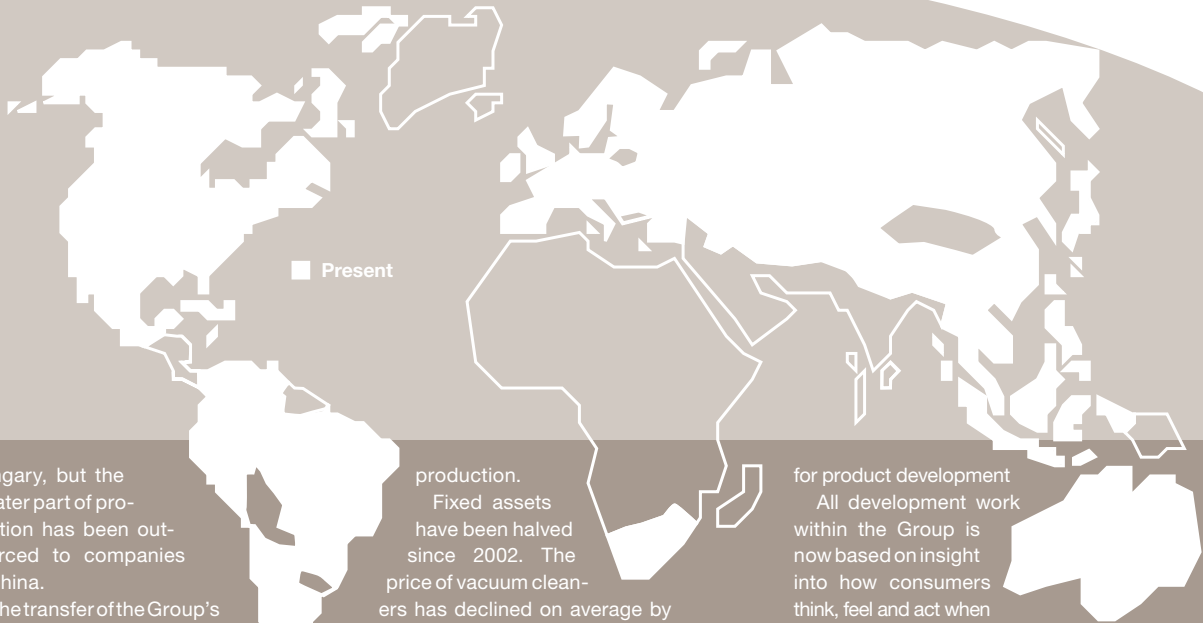 Present
ngary, but the
ater part of pro-
tion has been out-
rced to companies
hina.
he transfer of the Group's
production.
Fixed assets
have been halved
since 2002. The
price of vacuum clean-
ers has declined on average by
for product development
All development work
within the Group is
now based on insight
into how consumers
think, feel and act when